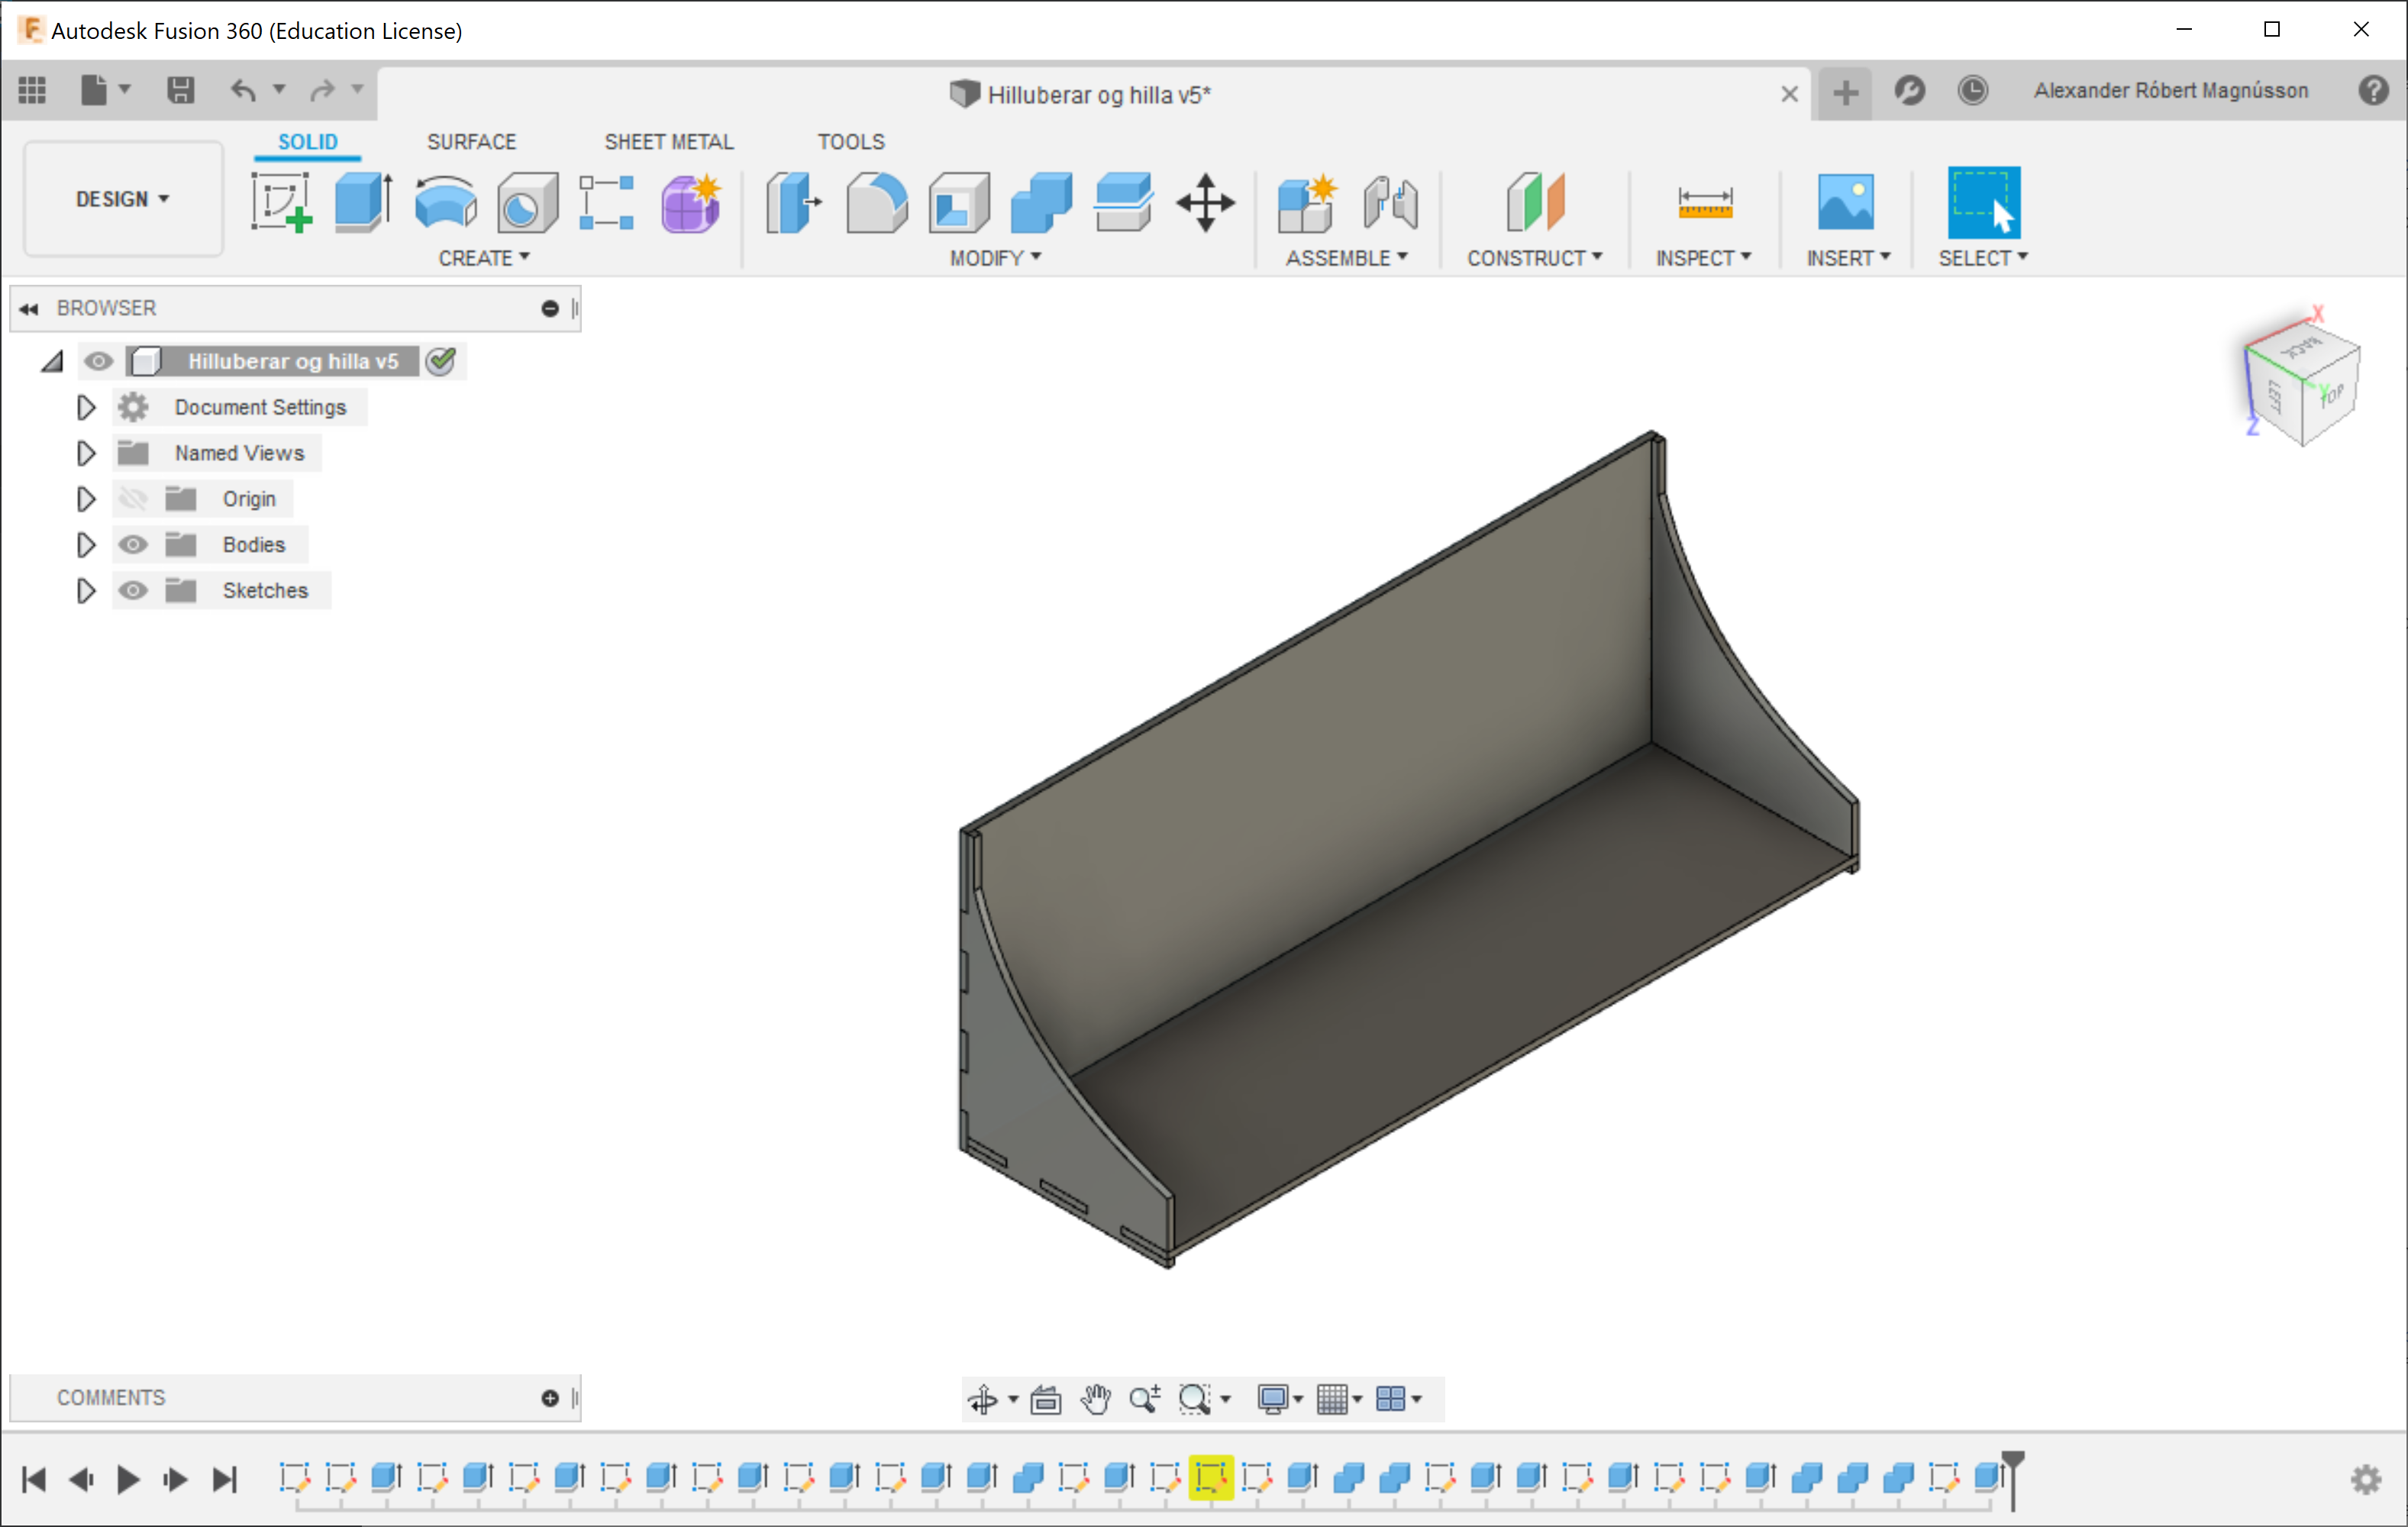 Autodesk Fusion 360 (Education License)
Hilluberar og hilla v5*
Alexander Róbert Magnússon
SOLID SURFACE SHEET METAL TOOLS
DESIGN
CREATE MODIFY ASSEMBLE CONSTRUCT INSPECT INSERT SELECT
BROWSER
Hilluberar og hilla v5
Document Settings
Named Views
Origin
Bodies
Sketches
X
BACK
LEFT
Y
TOP
Z
COMMENTS